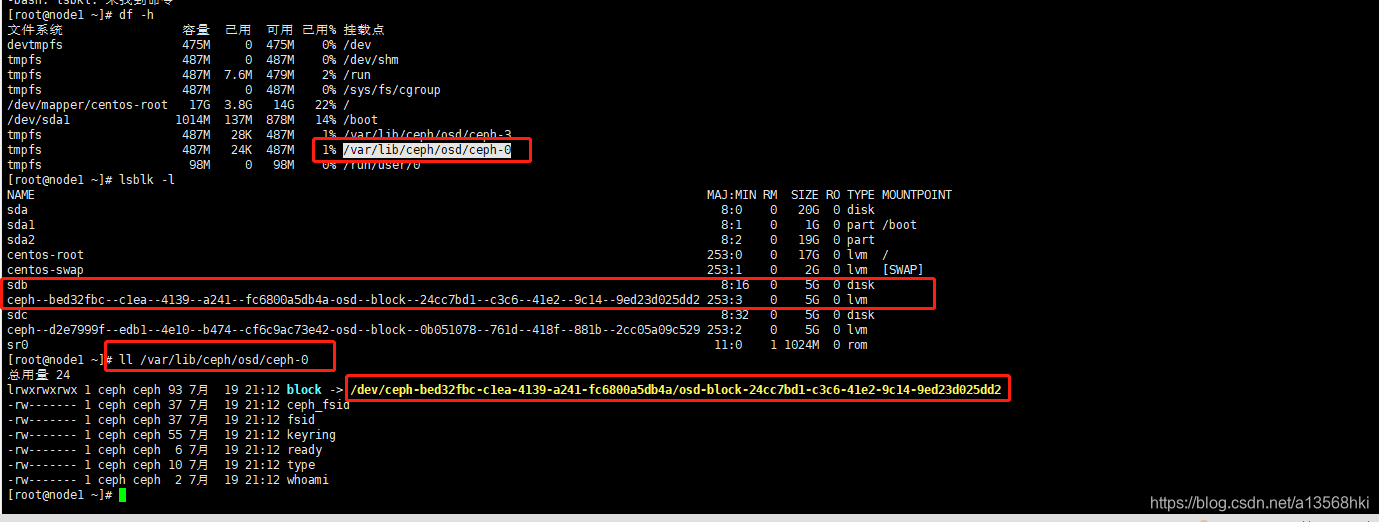 -bash: lsbkl: 未找到命令
[root@node1 ~]# df -h
文件系统 容量 已用 可用 已用% 挂载点
devtmpfs 475M 0 475M 0% /dev
tmpfs 487M 0 487M 0% /dev/shm
tmpfs 487M 7.6M 479M 2% /run
tmpfs 487M 0 487M 0% /sys/fs/cgroup
/dev/mapper/centos-root 17G 3.8G 14G 22% /
/dev/sda1 1014M 137M 878M 14% /boot
tmpfs 487M 28K 487M 1% /var/lib/ceph/osd/ceph-3
tmpfs 487M 24K 487M 1% /var/lib/ceph/osd/ceph-0
tmpfs 98M 0 98M 0% /run/user/0
[root@node1 ~]# lsblk -l
NAME MAJ:MIN RM SIZE RO TYPE MOUNTPOINT
sda 8:0 0 20G 0 disk
sda1 8:1 0 1G 0 part /boot
sda2 8:2 0 19G 0 part
centos-root 253:0 0 17G 0 lvm /
centos-swap 253:1 0 2G 0 lvm [SWAP]
sdb 8:16 0 5G 0 disk
ceph--bed32fbc--c1ea--4139--a241--fc6800a5db4a-osd--block--24cc7bd1--c3c6--41e2--9c14--9ed23d025dd2 253:3 0 5G 0 lvm
sdc 8:32 0 5G 0 disk
ceph--d2e7999f--edb1--4e10--b474--cf6c9ac73e42-osd--block--0b051078--761d--418f--881b--2cc05a09c529 253:2 0 5G 0 lvm
sr0 11:0 1 1024M 0 rom
[root@node1 ~]# ll /var/lib/ceph/osd/ceph-0
总用量 24
lrwxrwxrwx 1 ceph ceph 93 7月 19 21:12 block -> /dev/ceph-bed32fbc-c1ea-4139-a241-fc6800a5db4a/osd-block-24cc7bd1-c3c6-41e2-9c14-9ed23d025dd2
-rw------- 1 ceph ceph 37 7月 19 21:12 ceph_fsid
-rw------- 1 ceph ceph 37 7月 19 21:12 fsid
-rw------- 1 ceph ceph 55 7月 19 21:12 keyring
-rw------- 1 ceph ceph 6 7月 19 21:12 ready
-rw------- 1 ceph ceph 10 7月 19 21:12 type
-rw------- 1 ceph ceph 2 7月 19 21:12 whoami
[root@node1 ~]#
https://blog.csdn.net/a13568hki